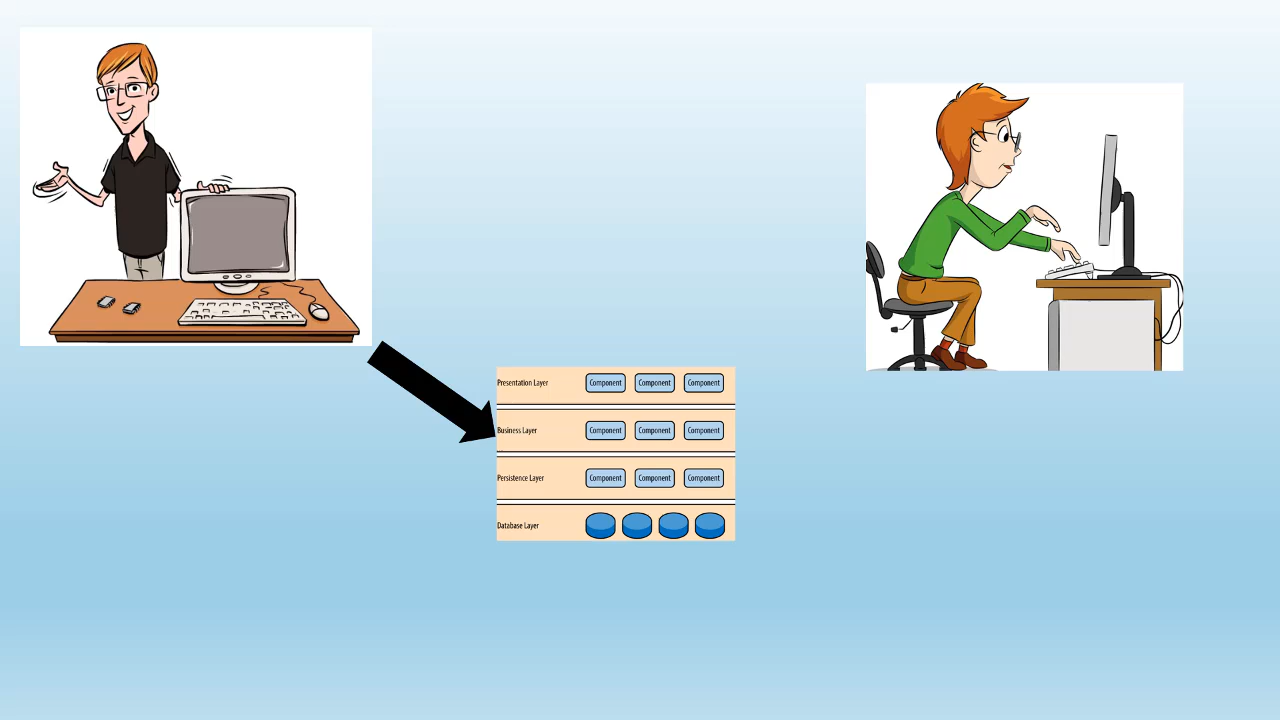 Presentation Layer Component Component Component
Business Layer Component Component Component
Persistence Layer Component Component Component
Database Layer